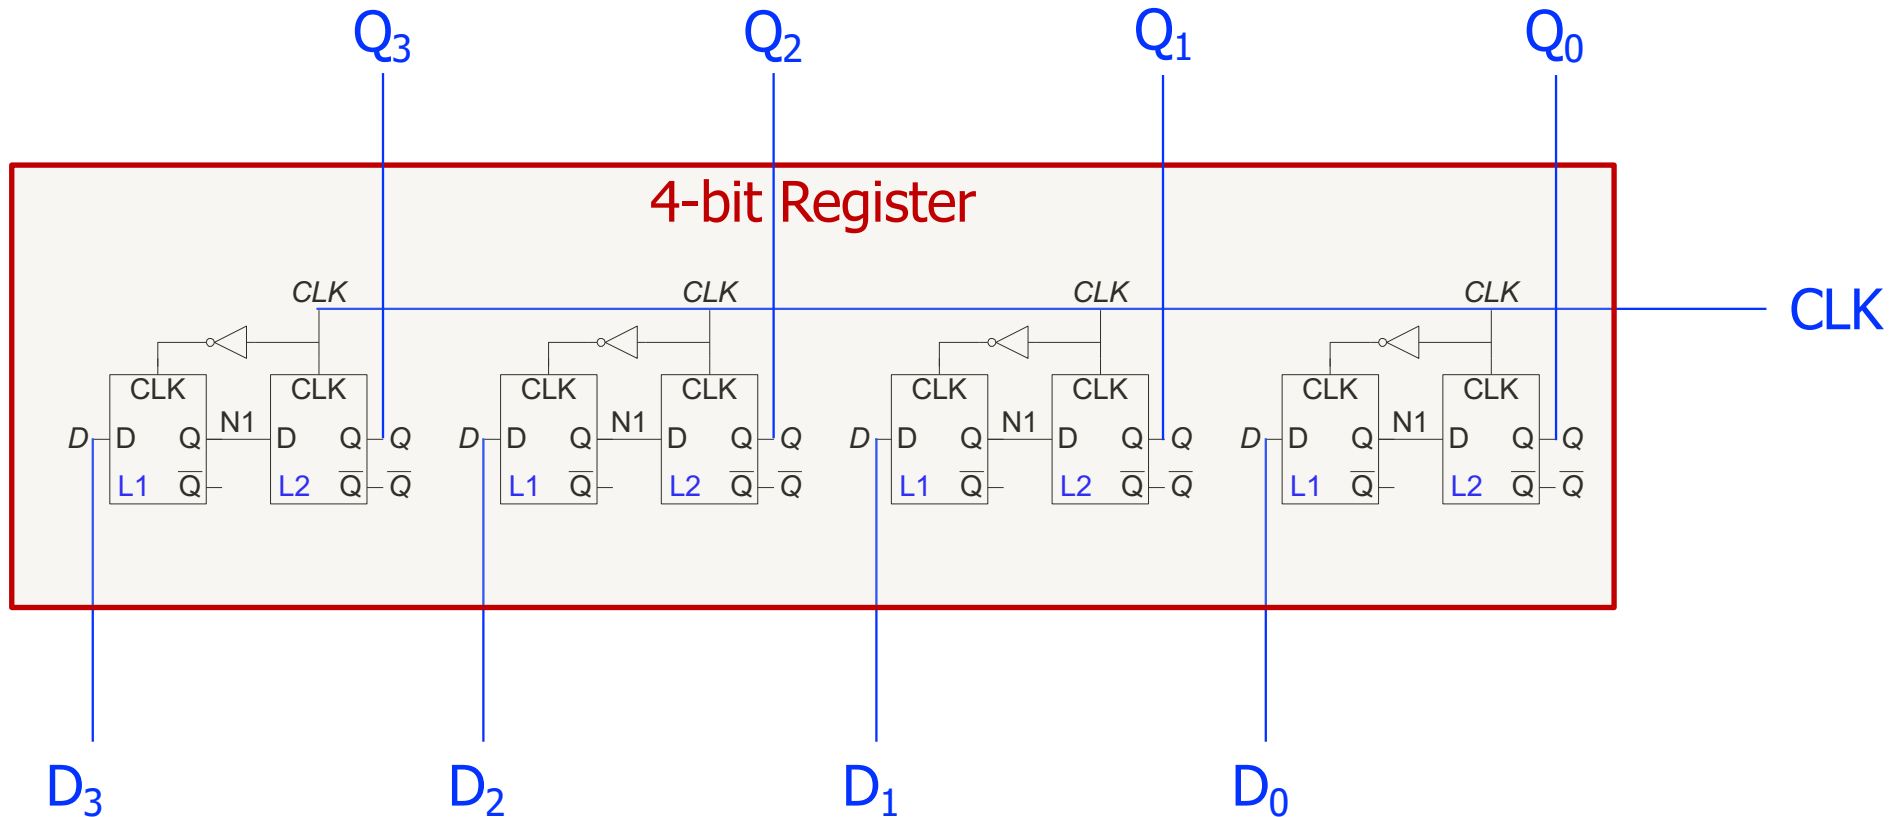 Q3 Q2 Q1 Q0
4-bit Register
CLK CLK CLK CLK CLK
CLK CLK CLK CLK CLK CLK CLK CLK
N1 N1 N1 N1
D D Q D Q Q D D Q D Q Q D D Q D Q Q D D Q D Q Q
L1 Q̅ L2 Q̅ Q̅ L1 Q̅ L2 Q̅ Q̅ L1 Q̅ L2 Q̅ Q̅ L1 Q̅ L2 Q̅ Q̅
D3 D2 D1 D0